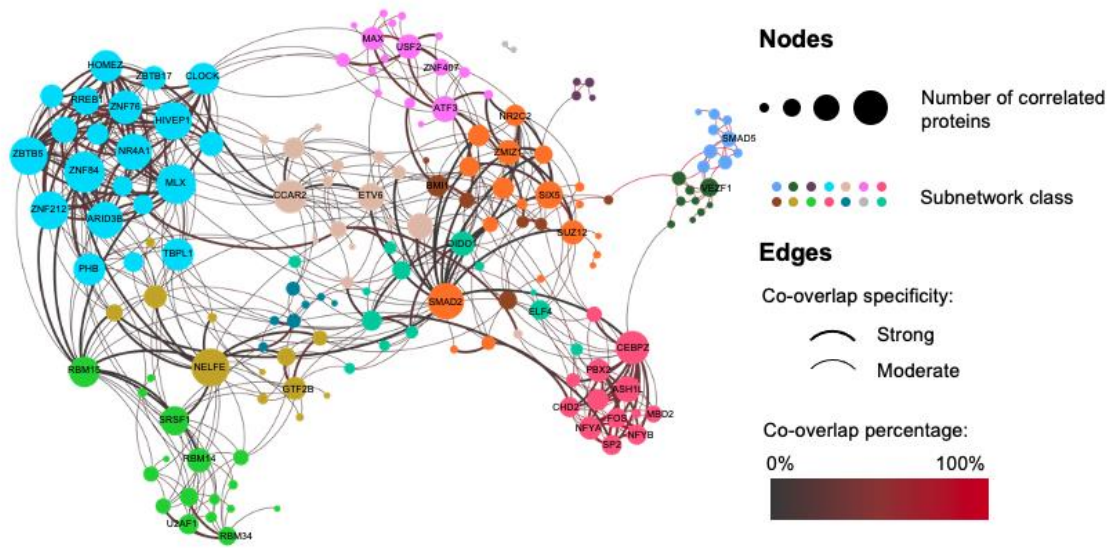 MAX
USF2
ZNF407
ATF3
HOMEZ
ZBTB17
CLOCK
RREB1
ZNF76
HIVEP1
ZBTB5
NR4A1
ZNF84
MLX
ZNF212
ARID3B
TBPL1
PHB
CCAR2
ETV6
BMI1
NR2C2
ZMIZ1
SIX5
SUZ12
DIDO1
SMAD2
ELF4
SMAD5
VEZF1
RBM15
NELFE
GTF2B
SRSF1
RBM14
U2AF1
RBM34
CEBPZ
PBX2
ASH1L
CHD2
FOS
MBD2
NFYA
NFYB
SP2
Nodes
Number of correlated
proteins
Subnetwork class
Edges
Co-overlap specificity:
Strong
Moderate
Co-overlap percentage:
0% 100%